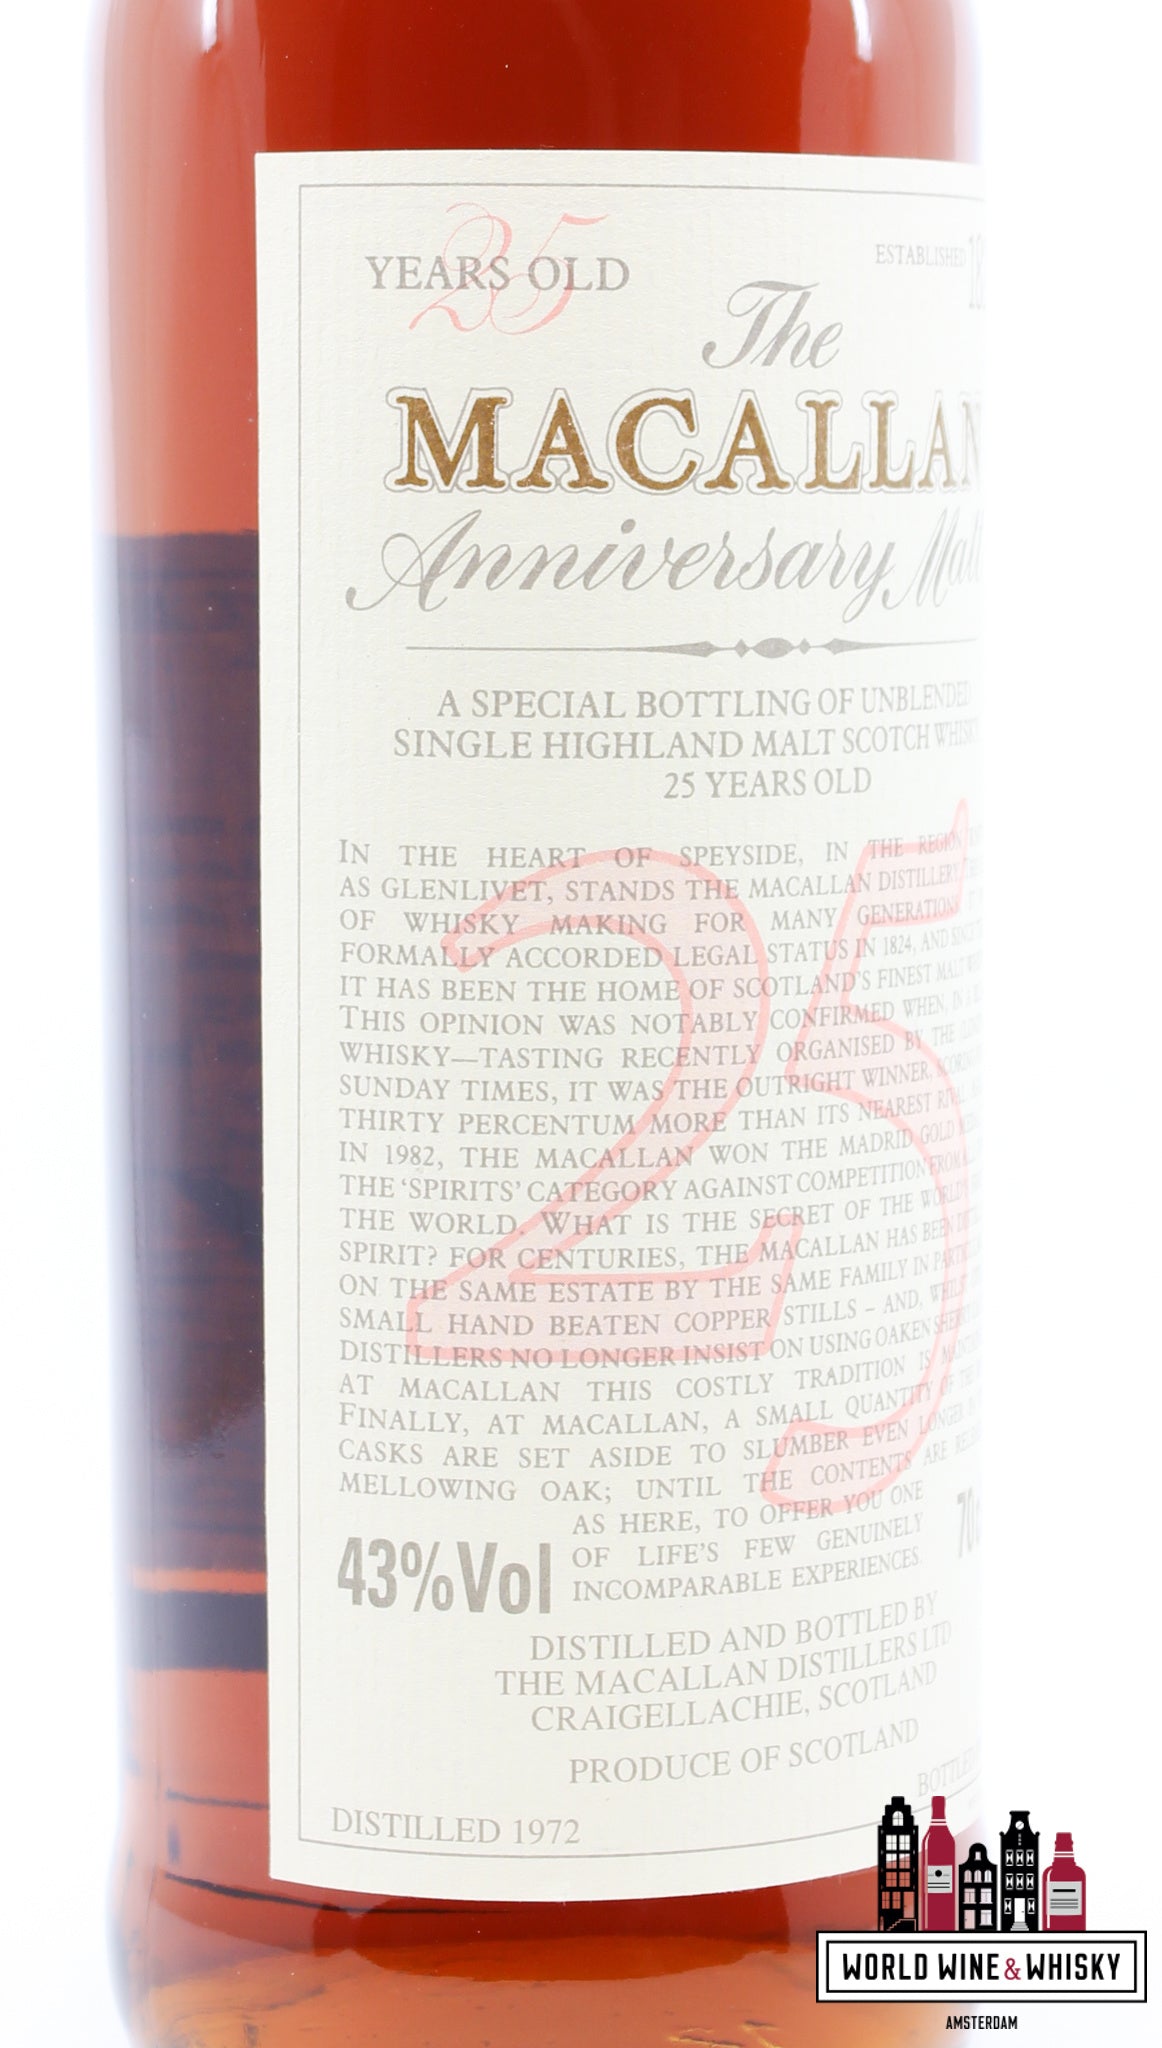 25
YEARS OLD
ESTABLISHED
The
MACALLAN
Anniversary Malt
A SPECIAL BOTTLING OF UNBLENDED
SINGLE HIGHLAND MALT SCOTCH
25 YEARS OLD
25
IN THE HEART OF SPEYSIDE, IN THE REGION
AS GLENLIVET, STANDS THE MACALLAN DISTILLERY.
OF WHISKY MAKING FOR MANY GENERATIONS
FORMALLY ACCORDED LEGAL STATUS IN 1824, AND SINCE
IT HAS BEEN THE HOME OF SCOTLAND'S FINEST MALT
THIS OPINION WAS NOTABLY CONFIRMED WHEN, IN A
WHISKY—TASTING RECENTLY ORGANISED BY THE
SUNDAY TIMES, IT WAS THE OUTRIGHT WINNER, SCORING
THIRTY PERCENTUM MORE THAN ITS NEAREST RIVAL.
IN 1982, THE MACALLAN WON THE MADRID GOLD
THE 'SPIRITS' CATEGORY AGAINST COMPETITION FROM
THE WORLD. WHAT IS THE SECRET OF THE WORLD'S
SPIRIT? FOR CENTURIES, THE MACALLAN HAS BEEN
ON THE SAME ESTATE BY THE SAME FAMILY IN
SMALL HAND BEATEN COPPER STILLS – AND, WHILST
DISTILLERS NO LONGER INSIST ON USING OAKEN SHERRY
AT MACALLAN THIS COSTLY TRADITION IS
FINALLY, AT MACALLAN, A SMALL QUANTITY OF THE
CASKS ARE SET ASIDE TO SLUMBER EVEN LONGER
MELLOWING OAK; UNTIL THE CONTENTS ARE
AS HERE, TO OFFER YOU ONE
OF LIFE'S FEW GENUINELY
INCOMPARABLE EXPERIENCES.
43%Vol
70
DISTILLED AND BOTTLED BY
THE MACALLAN DISTILLERS LTD
CRAIGELLACHIE, SCOTLAND
PRODUCE OF SCOTLAND
BOTTLED
DISTILLED 1972
WORLD WINE & WHISKY
AMSTERDAM